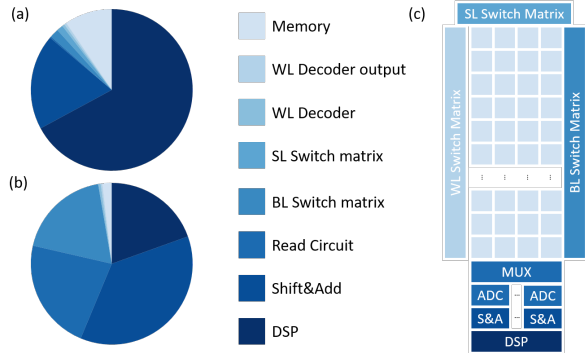 (a)
(b)
Memory
WL Decoder output
WL Decoder
SL Switch matrix
BL Switch matrix
Read Circuit
Shift&Add
DSP
(c)
SL Switch Matrix
WL Switch Matrix
BL Switch Matrix
MUX
ADC ... ADC
S&A ... S&A
DSP